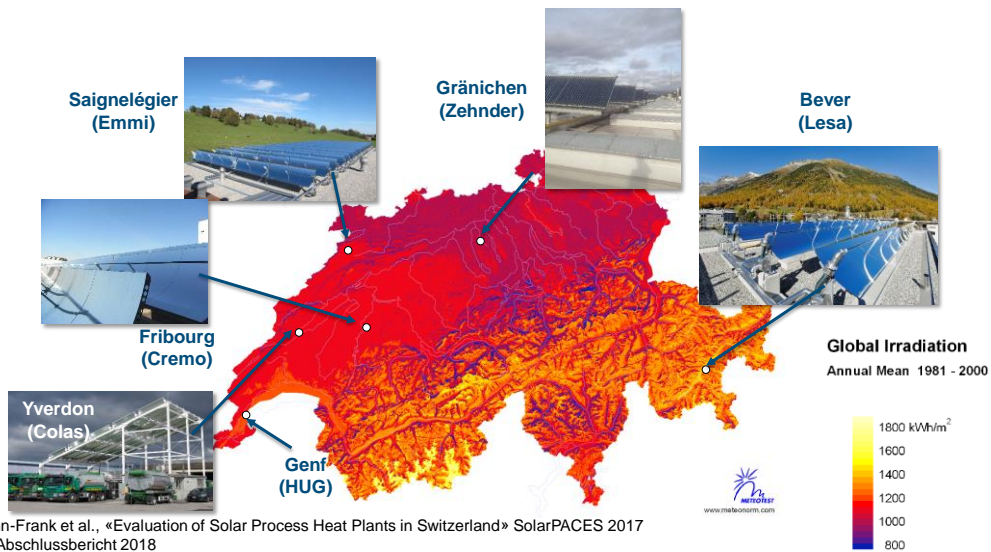 Saignelégier
(Emmi)
Gränichen
(Zehnder)
Bever
(Lesa)
Fribourg
(Cremo)
Yverdon
(Colas)
Genf
(HUG)
Global Irradiation
Annual Mean 1981 - 2000
1800 kWh/m²
1600
1400
1200
1000
800
METEOTEST
www.meteonorm.com
n-Frank et al., «Evaluation of Solar Process Heat Plants in Switzerland» SolarPACES 2017
Abschlussbericht 2018